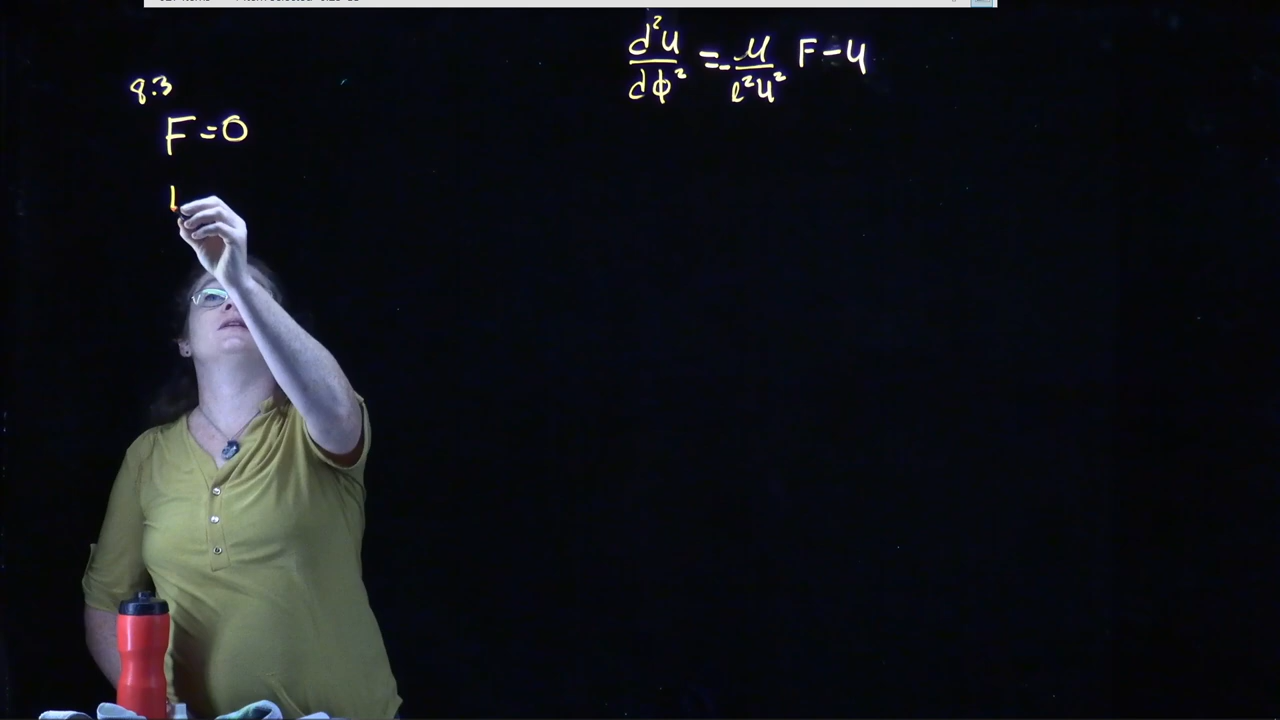 d²u/dφ² = -μ/ℓ²u² F - u
8.3
F = 0